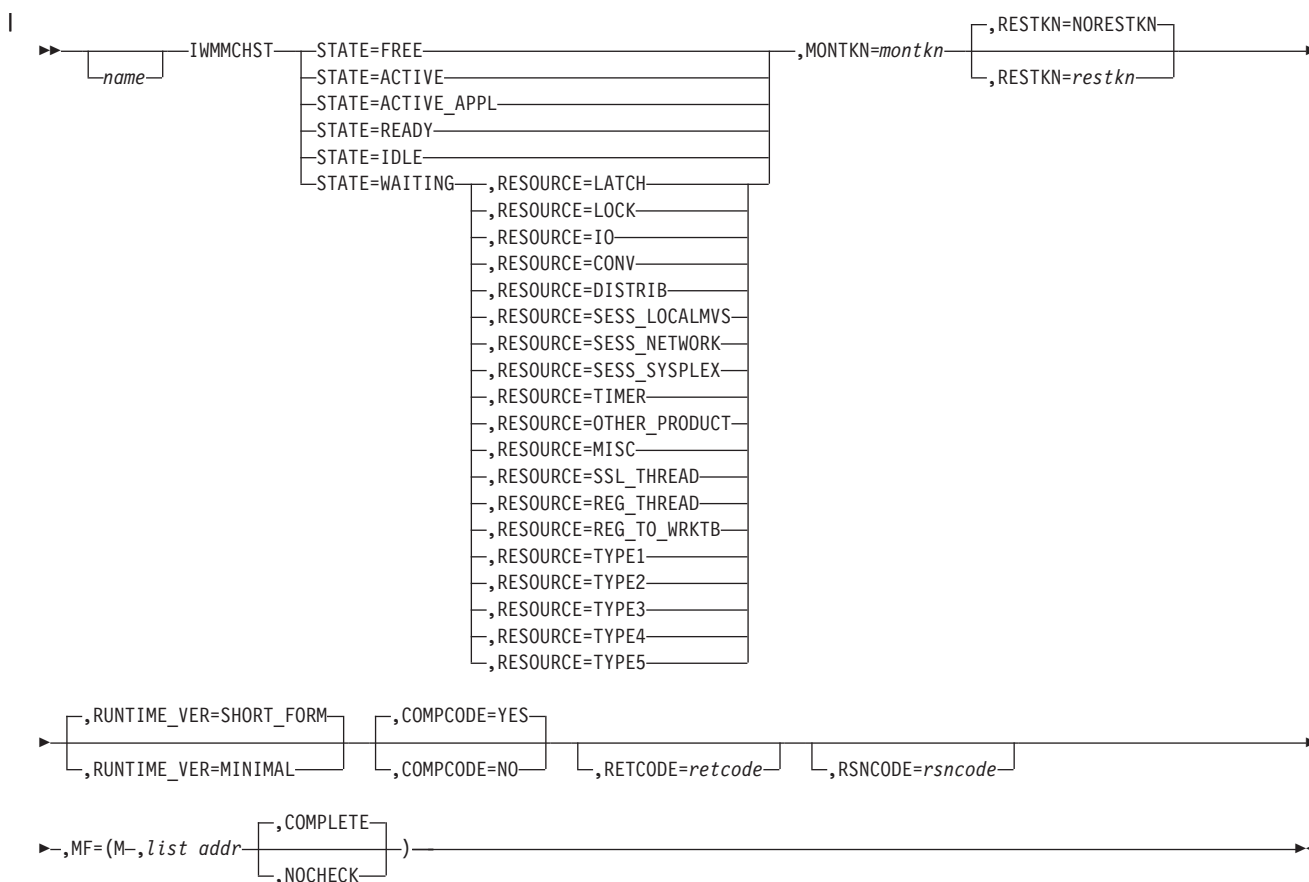 ,RESTKN=NORESTKN
name IWMMCHST STATE=FREE ,MONTKN=montkn ,RESTKN=restkn
STATE=ACTIVE
STATE=ACTIVE_APPL
STATE=READY
STATE=IDLE
STATE=WAITING ,RESOURCE=LATCH
,RESOURCE=LOCK
,RESOURCE=IO
,RESOURCE=CONV
,RESOURCE=DISTRIB
,RESOURCE=SESS_LOCALMVS
,RESOURCE=SESS_NETWORK
,RESOURCE=SESS_SYSPLEX
,RESOURCE=TIMER
,RESOURCE=OTHER_PRODUCT
,RESOURCE=MISC
,RESOURCE=SSL_THREAD
,RESOURCE=REG_THREAD
,RESOURCE=REG_TO_WRKTB
,RESOURCE=TYPE1
,RESOURCE=TYPE2
,RESOURCE=TYPE3
,RESOURCE=TYPE4
,RESOURCE=TYPE5
,RUNTIME_VER=SHORT_FORM ,COMPCODE=YES
,RUNTIME_VER=MINIMAL ,COMPCODE=NO ,RETCODE=retcode ,RSNCODE=rsncode
,COMPLETE
,MF=(M,list addr )
,NOCHECK